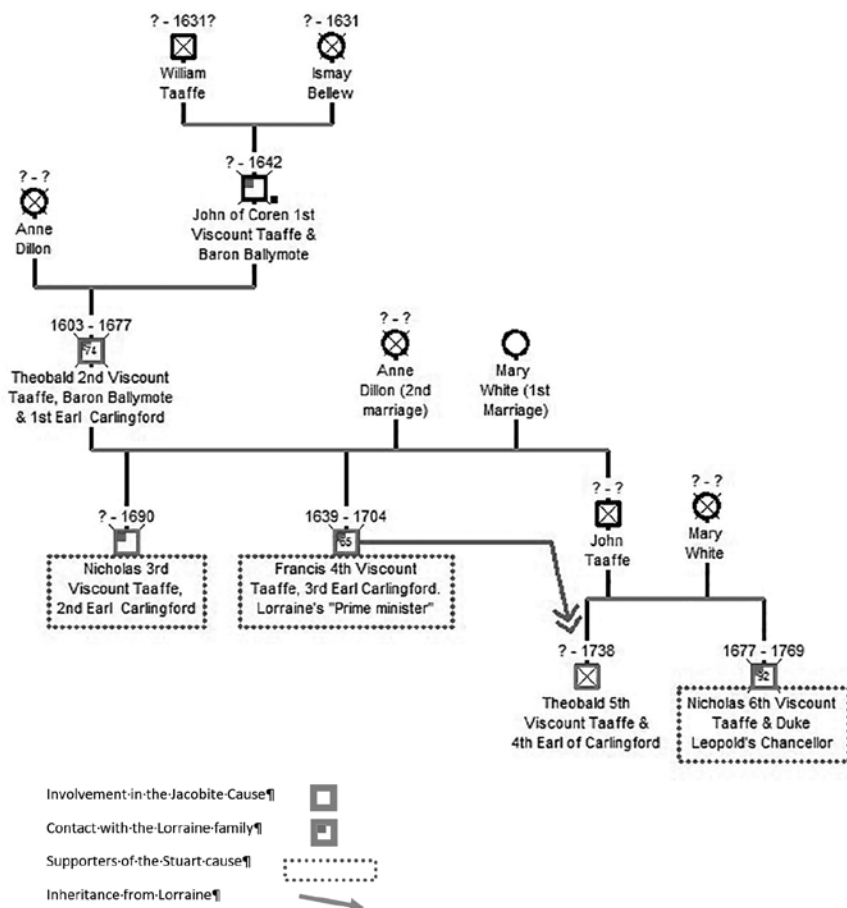 ? - 1631?
? - 1631
William
Taaffe
Ismay
Bellew
? - 1642
John of Coren 1st
Viscount Taaffe &
Baron Ballymote
? - ?
Anne
Dillon
1603 - 1677
74
Theobald 2nd Viscount
Taaffe, Baron Ballymote
& 1st Earl Carlingford
? - ?
Anne
Dillon (2nd
marriage)
Mary
White (1st
Marriage)
? - 1690
Nicholas 3rd
Viscount Taaffe,
2nd Earl Carlingford
1639 - 1704
65
Francis 4th Viscount
Taaffe, 3rd Earl Carlingford.
Lorraine's "Prime minister"
? - ?
John
Taaffe
? - ?
Mary
White
? - 1738
Theobald 5th
Viscount Taaffe &
4th Earl of Carlingford
1677 - 1769
92
Nicholas 6th Viscount
Taaffe & Duke
Leopold's Chancellor
Involvement·in·the·Jacobite·Cause¶
Contact·with·the·Lorraine·family¶
Supporters·of·the·Stuart·cause¶
Inheritance·from·Lorraine¶